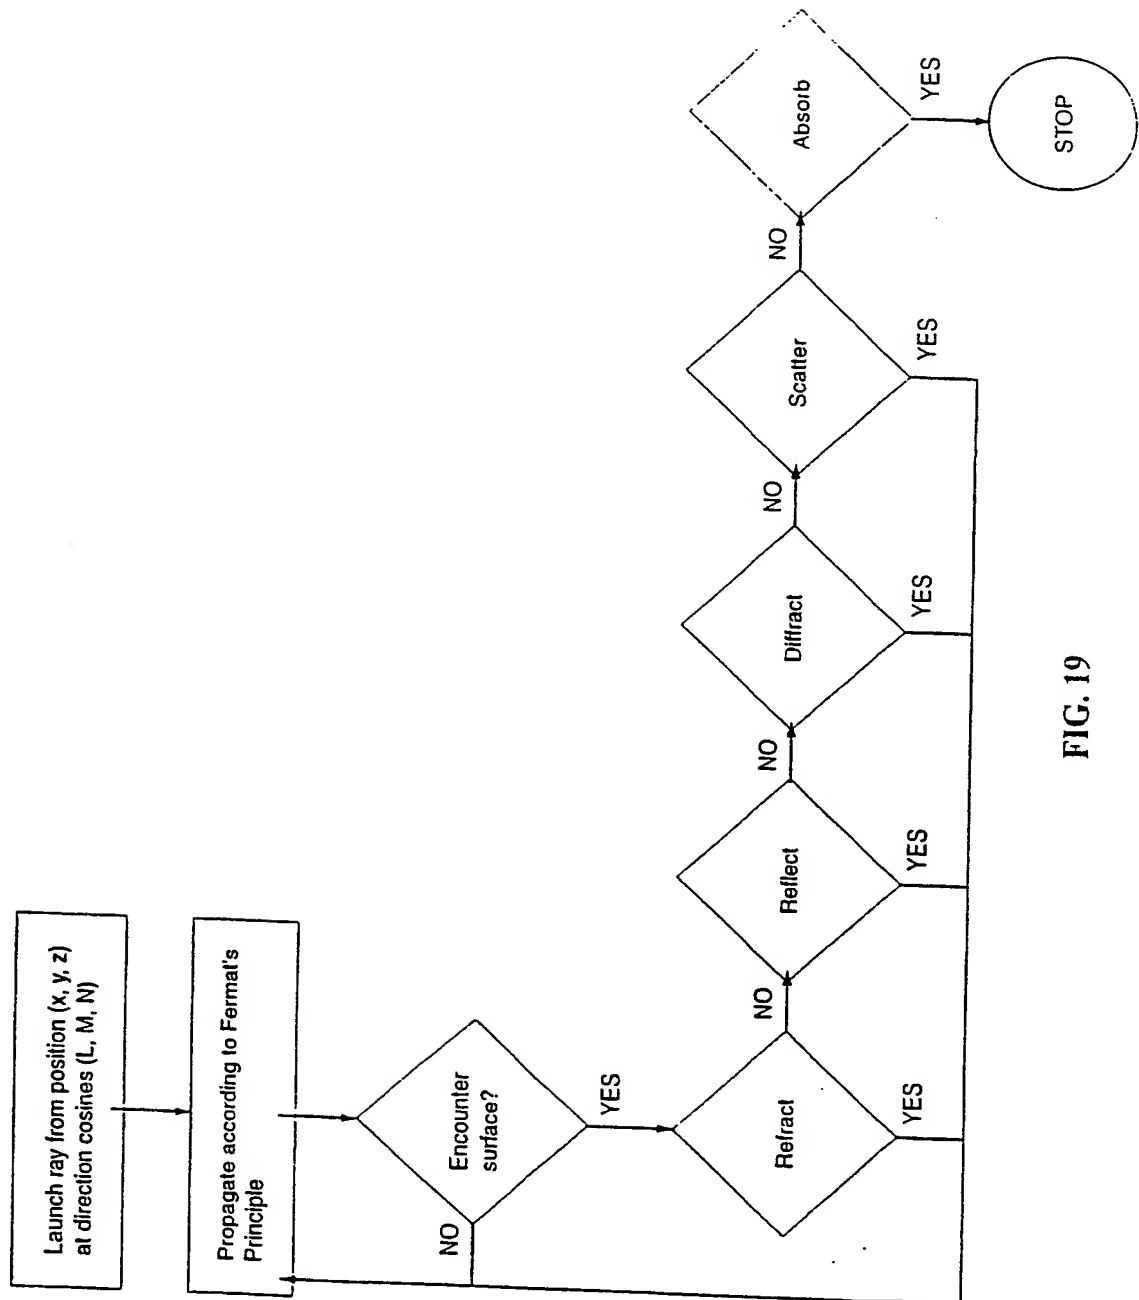 Launch ray from position (x, y, z)
at direction cosines (L, M, N)
Propagate according to Fermat's
Principle
Encounter
surface?
NO
YES
Refract
NO
YES
Reflect
NO
YES
Diffract
NO
YES
Scatter
NO
YES
Absorb
YES
STOP
FIG. 19